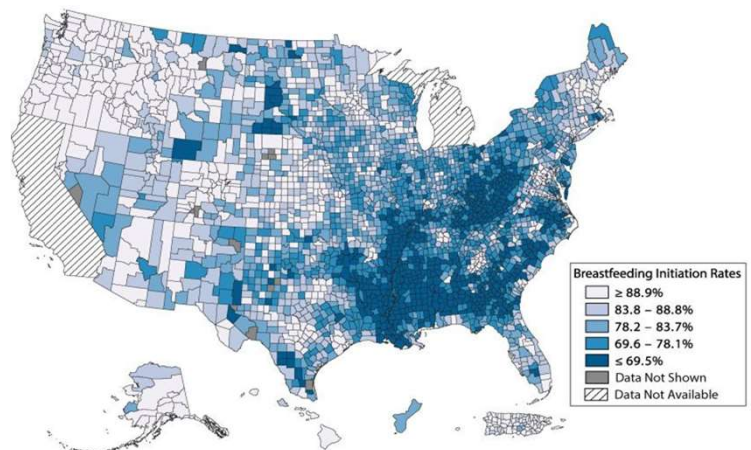 Breastfeeding Initiation Rates
≥ 88.9%
83.8 – 88.8%
78.2 – 83.7%
69.6 – 78.1%
≤ 69.5%
Data Not Shown
Data Not Available